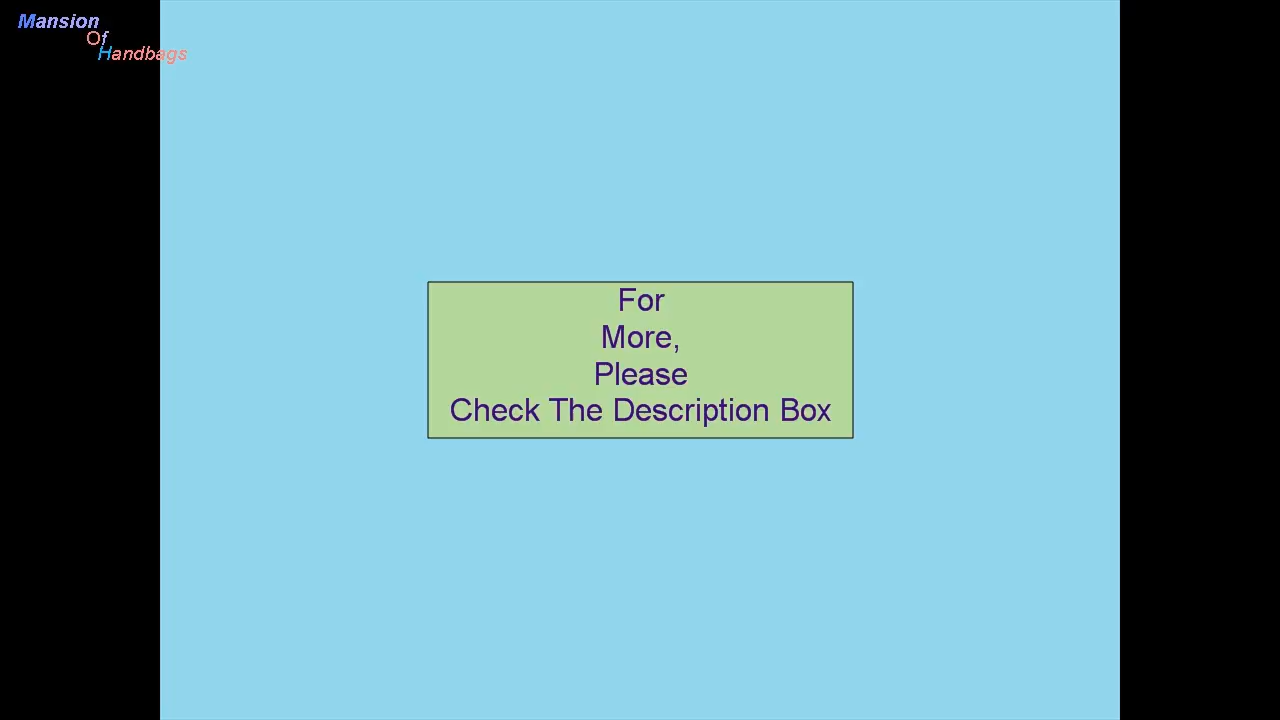 Mansion
Of
Handbags
For
More,
Please
Check The Description Box